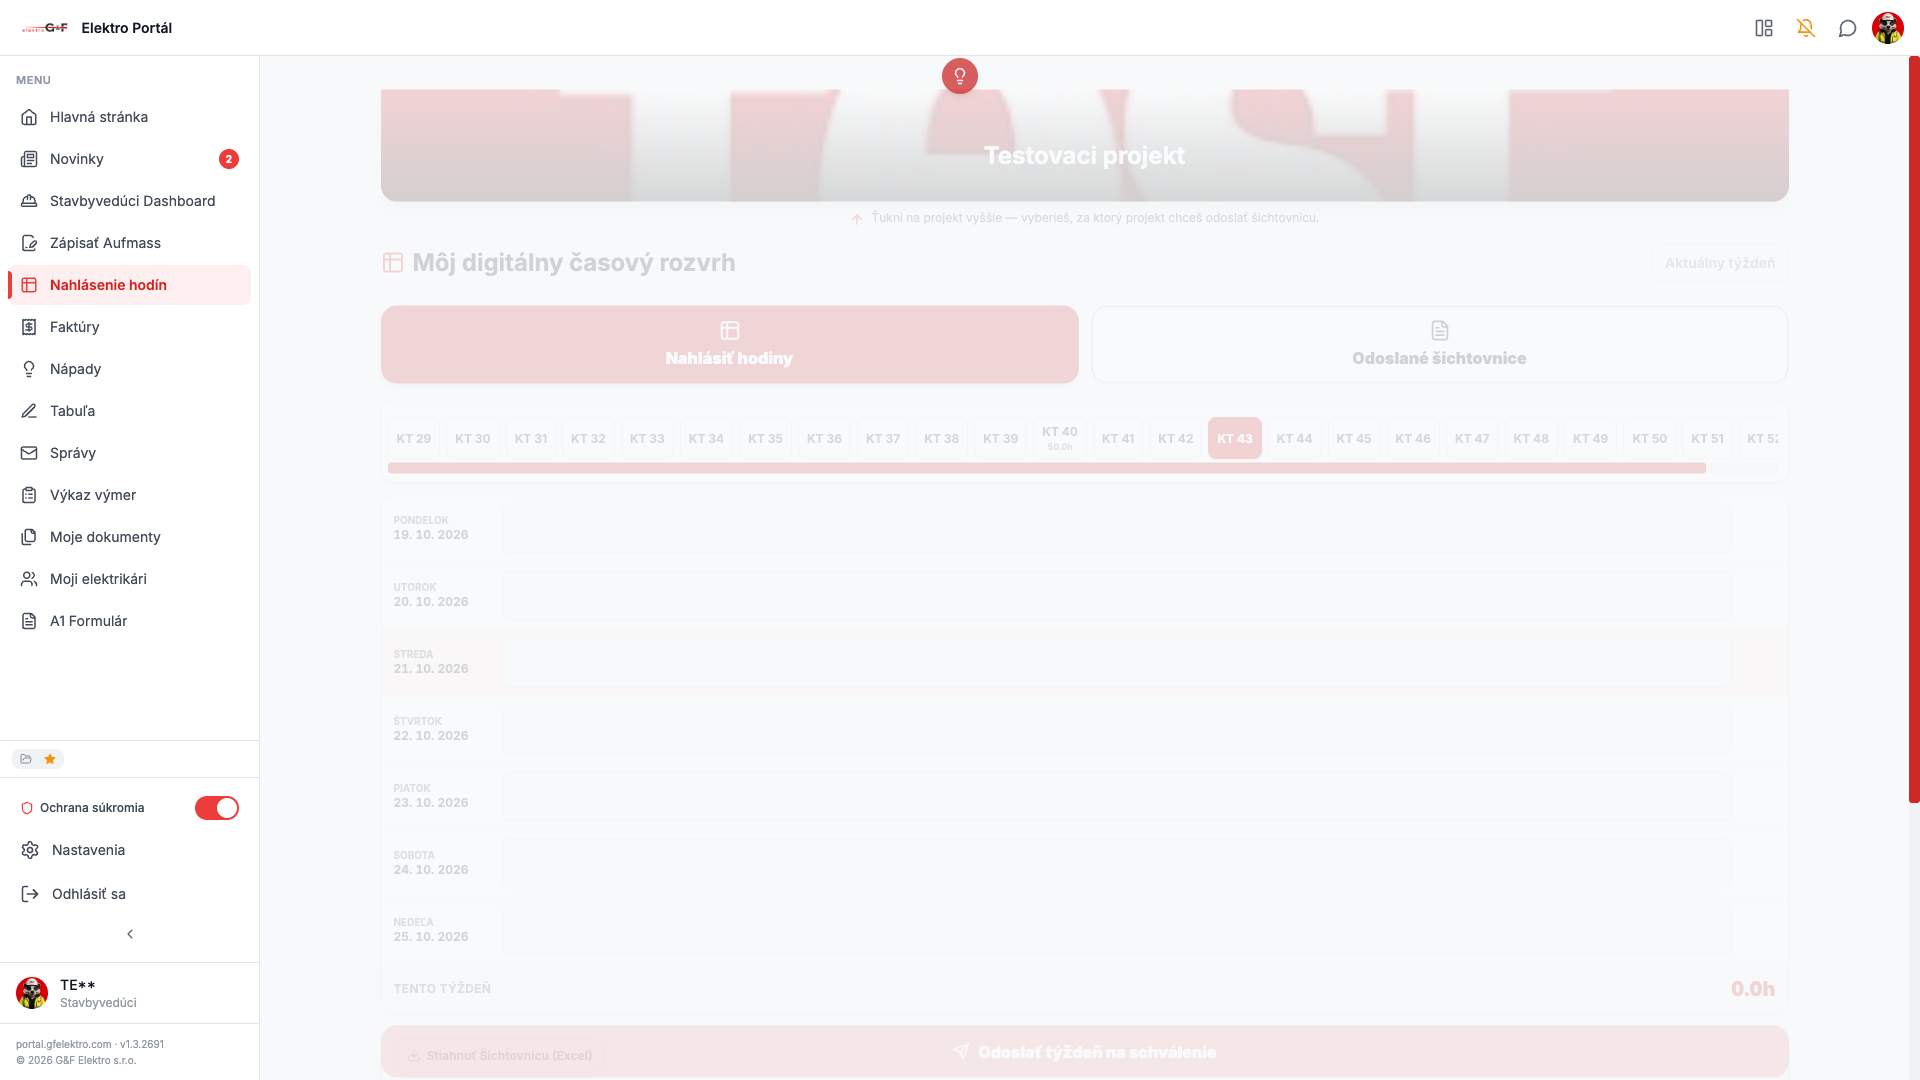 elektro G&F Elektro Portál
MENU
Hlavná stránka
Novinky 2
Stavbyvedúci Dashboard
Zápisať Aufmass
Nahlásenie hodín
Faktúry
Nápady
Tabuľa
Správy
Výkaz výmer
Moje dokumenty
Moji elektrikári
A1 Formulár
Ochrana súkromia
Nastavenia
Odhlásiť sa
TE**
Stavbyvedúci
portal.gfelektro.com · v1.3.2691
© 2026 G&F Elektro s.r.o.
Testovaci projekt
Ťukni na projekt vyššie — vyberieš, za ktorý projekt chceš odoslať šichtovnicu.
Môj digitálny časový rozvrh
Aktuálny týždeň
Nahlásiť hodiny
Odoslané šichtovnice
KT 29 KT 30 KT 31 KT 32 KT 33 KT 34 KT 35 KT 36 KT 37 KT 38 KT 39 KT 40 KT 41 KT 42 KT 43 KT 44 KT 45 KT 46 KT 47 KT 48 KT 49 KT 50 KT 51 KT 52
50.0h
PONDELOK
19. 10. 2026
UTOROK
20. 10. 2026
STREDA
21. 10. 2026
ŠTVRTOK
22. 10. 2026
PIATOK
23. 10. 2026
SOBOTA
24. 10. 2026
NEDEĽA
25. 10. 2026
TENTO TÝŽDEŇ 0.0h
Stiahnuť Šichtovnicu (Excel)
Odoslať týždeň na schválenie